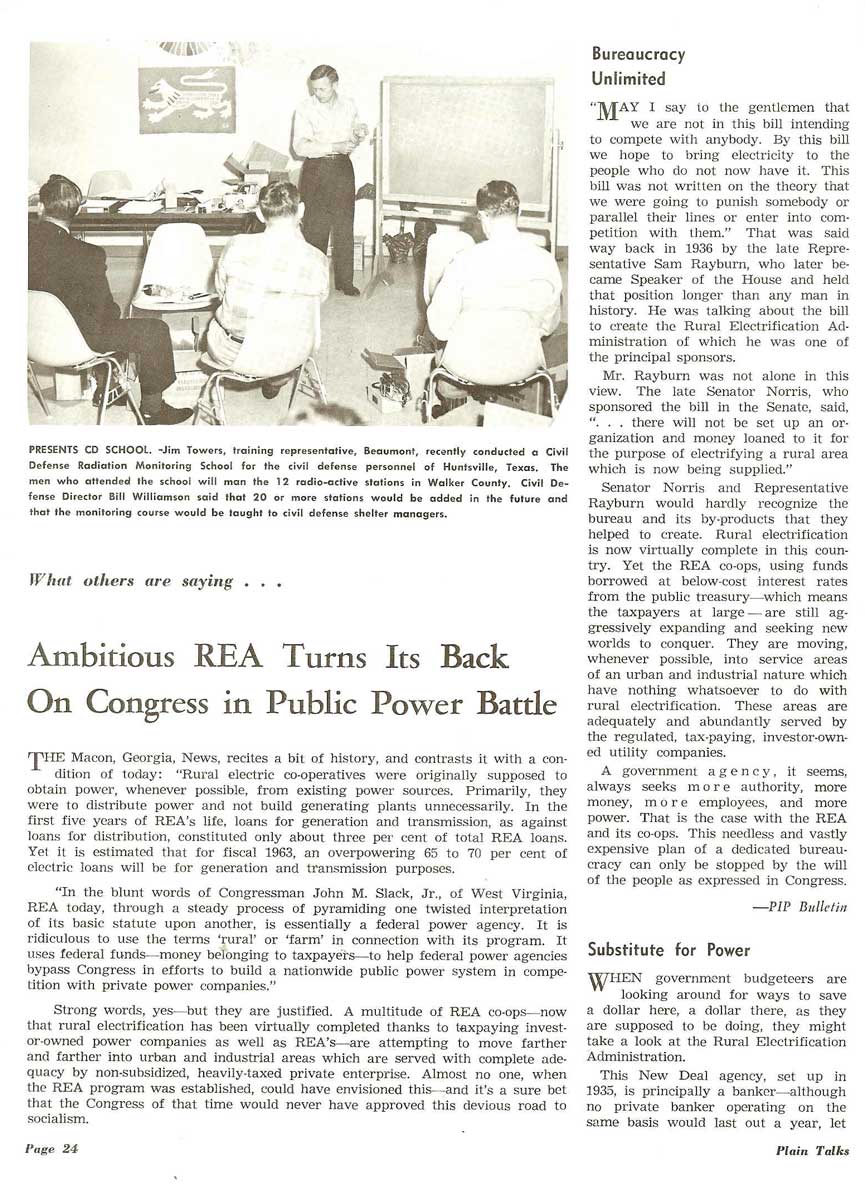 PRESENTS CD SCHOOL. -Jim Towers, training representative, Beaumont, recently conducted a Civil
Defense Radiation Monitoring School for the civil defense personnel of Huntsville, Texas. The
men who attended the school will man the 12 radio-active stations in Walker County. Civil De-
fense Director Bill Williamson said that 20 or more stations would be added in the future and
that the monitoring course would be taught to civil defense shelter managers.
What others are saying . . .
Ambitious REA Turns Its Back
On Congress in Public Power Battle
THE Macon, Georgia, News, recites a bit of history, and contrasts it with a con-
dition of today: "Rural electric co-operatives were originally supposed to
obtain power, whenever possible, from existing power sources. Primarily, they
were to distribute power and not build generating plants unnecessarily. In the
first five years of REA's life, loans for generation and transmission, as against
loans for distribution, constituted only about three per cent of total REA loans.
Yet it is estimated that for fiscal 1963, an overpowering 65 to 70 per cent of
electric loans will be for generation and transmission purposes.
"In the blunt words of Congressman John M. Slack, Jr., of West Virginia,
REA today, through a steady process of pyramiding one twisted interpretation
of its basic statute upon another, is essentially a federal power agency. It is
ridiculous to use the terms 'rural' or 'farm' in connection with its program. It
uses federal funds—money belonging to taxpayers—to help federal power agencies
bypass Congress in efforts to build a nationwide public power system in compe-
tition with private power companies."
Strong words, yes—but they are justified. A multitude of REA co-ops—now
that rural electrification has been virtually completed thanks to taxpaying invest-
or-owned power companies as well as REA's—are attempting to move farther
and farther into urban and industrial areas which are served with complete ade-
quacy by non-subsidized, heavily-taxed private enterprise. Almost no one, when
the REA program was established, could have envisioned this—and it's a sure bet
that the Congress of that time would never have approved this devious road to
socialism.
Bureaucracy
Unlimited
"MAY I say to the gentlemen that
we are not in this bill intending
to compete with anybody. By this bill
we hope to bring electricity to the
people who do not now have it. This
bill was not written on the theory that
we were going to punish somebody or
parallel their lines or enter into com-
petition with them." That was said
way back in 1936 by the late Repre-
sentative Sam Rayburn, who later be-
came Speaker of the House and held
that position longer than any man in
history. He was talking about the bill
to create the Rural Electrification Ad-
ministration of which he was one of
the principal sponsors.
Mr. Rayburn was not alone in this
view. The late Senator Norris, who
sponsored the bill in the Senate, said,
". . . there will not be set up an or-
ganization and money loaned to it for
the purpose of electrifying a rural area
which is now being supplied."
Senator Norris and Representative
Rayburn would hardly recognize the
bureau and its by-products that they
helped to create. Rural electrification
is now virtually complete in this coun-
try. Yet the REA co-ops, using funds
borrowed at below-cost interest rates
from the public treasury—which means
the taxpayers at large—are still ag-
gressively expanding and seeking new
worlds to conquer. They are moving,
whenever possible, into service areas
of an urban and industrial nature which
have nothing whatsoever to do with
rural electrification. These areas are
adequately and abundantly served by
the regulated, tax-paying, investor-own-
ed utility companies.
A government agency, it seems,
always seeks more authority, more
money, more employees, and more
power. That is the case with the REA
and its co-ops. This needless and vastly
expensive plan of a dedicated bureau-
cracy can only be stopped by the will
of the people as expressed in Congress.
—PIP Bulletin
Substitute for Power
WHEN government budgeteers are
looking around for ways to save
a dollar here, a dollar there, as they
are supposed to be doing, they might
take a look at the Rural Electrification
Administration.
This New Deal agency, set up in
1935, is principally a banker—although
no private banker operating on the
same basis would last out a year, let
Page 24
Plain Talks